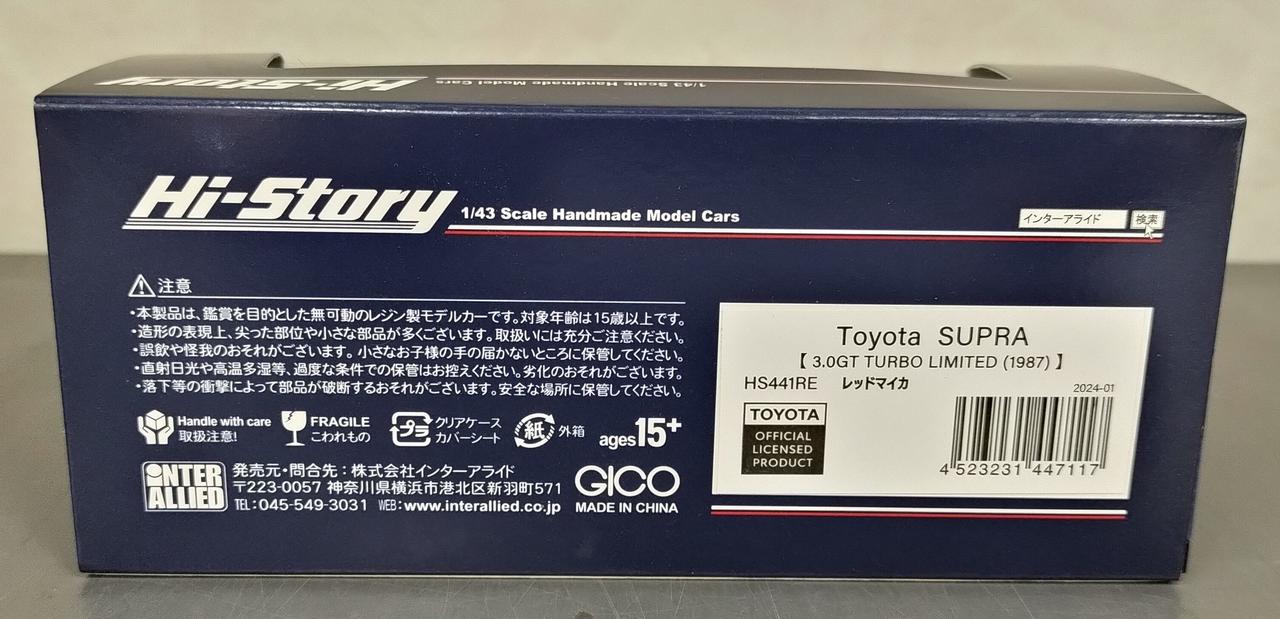 Hi-Story
1/43 Scale Handmade Model Cars
Hi-Story 1/43 Scale Handmade Model Cars
インターアライド 検索
注意
・本製品は、鑑賞を目的とした無可動のレジン製モデルカーです。対象年齢は15歳以上です。
・造形の表現上、尖った部位や小さな部品が多くございます。取扱いには充分ご注意ください。
・誤飲や怪我のおそれがございます。小さなお子様の手の届かないところに保管してください。
・直射日光や高温多湿等、過度な条件での保管はお控えください。劣化のおそれがございます。
・落下等の衝撃によって部品が破断するおそれがございます。安全な場所に保管してください。
Handle with care
取扱注意!
FRAGILE
こわれもの
プラ
クリアケース
カバーシート
紙
外箱
ages15+
INTER
ALLIED
発売元・問合先：株式会社インターアライド
〒223-0057 神奈川県横浜市港北区新羽町571
TEL：045-549-3031 WEB：www.interallied.co.jp
GICO
MADE IN CHINA
Toyota SUPRA
【 3.0GT TURBO LIMITED (1987) 】
HS441RE レッドマイカ
2024-01
TOYOTA
OFFICIAL
LICENSED
PRODUCT
4 523231 447117